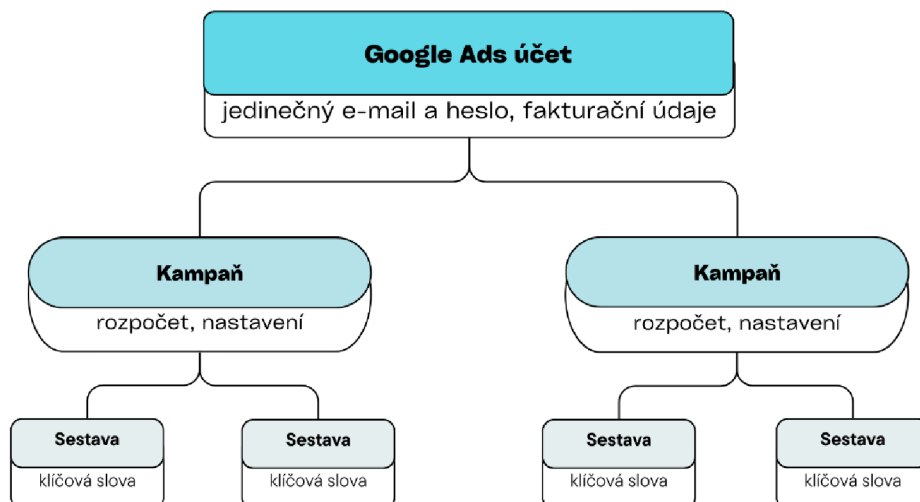 Google Ads účet
jedinečný e-mail a heslo, fakturační údaje
Kampaň
rozpočet, nastavení
Kampaň
rozpočet, nastavení
Sestava
klíčová slova
Sestava
klíčová slova
Sestava
klíčová slova
Sestava
klíčová slova